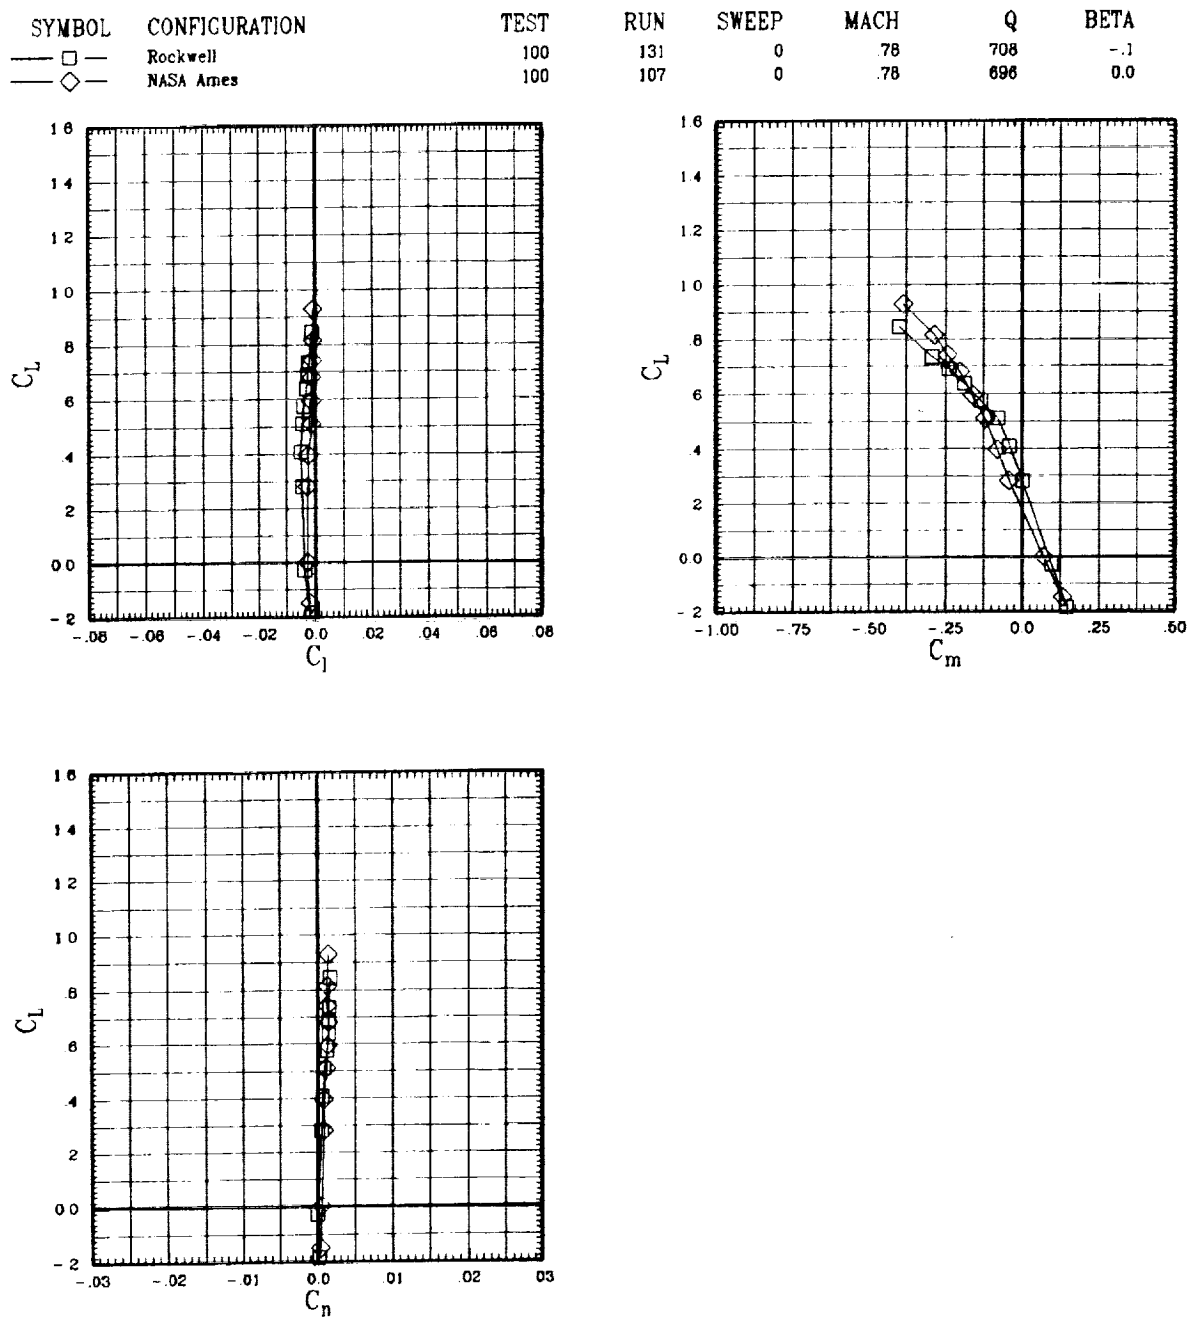 SYMBOL CONFIGURATION TEST RUN SWEEP MACH Q BETA
Rockwell 100 131 0 .78 708 -.1
NASA Ames 100 107 0 .78 696 0.0
1 6
1 4
1 2
1 0
.8
.6
.4
.2
0 0
-.2
C_L
-.08 -.06 -.04 -.02 0.0 .02 .04 .06 .08
C_l
1 6
1 4
1 2
1 0
.8
.6
.4
.2
0.0
-.2
C_L
-1.00 -.75 -.50 -.25 0.0 .25 .50
C_m
1 6
1 4
1 2
1 0
.8
.6
.4
.2
0 0
-.2
C_L
-.03 -.02 -.01 0.0 .01 .02 03
C_n